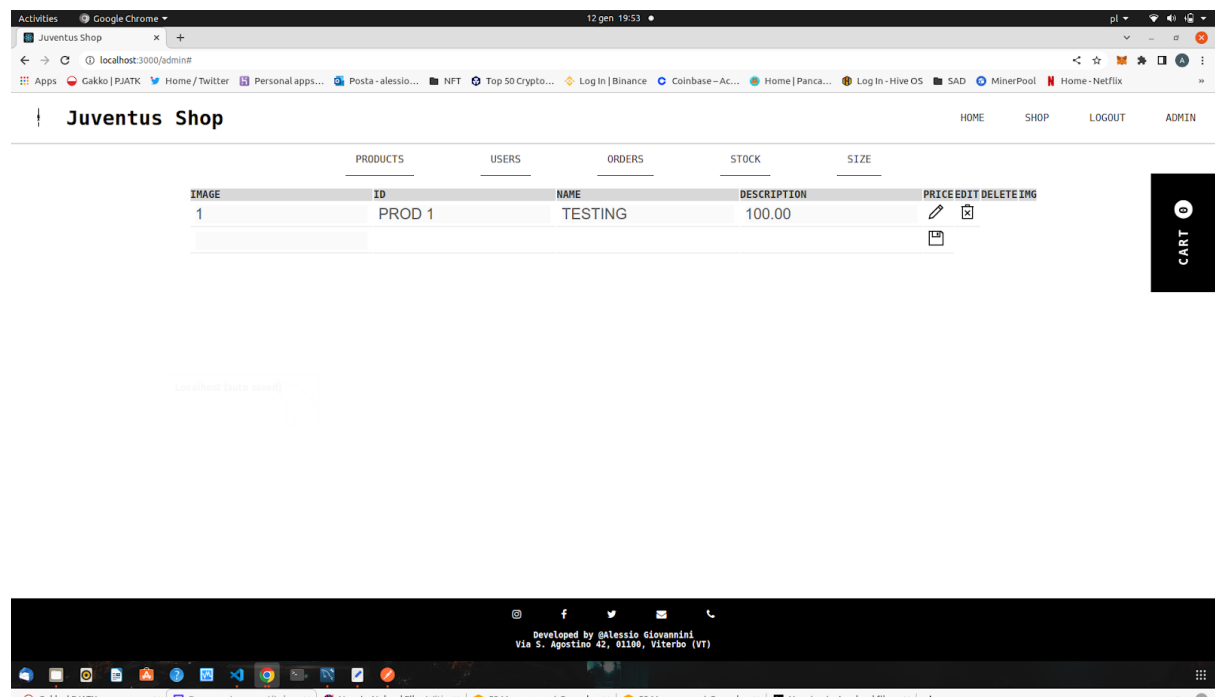 Activities Google Chrome 12 gen 19:53 pl
Juventus Shop
localhost:3000/admin#
Apps Gakko | PJATK Home / Twitter Personal apps... Posta - alessio... NFT Top 50 Crypto... Log In | Binance Coinbase – Ac... Home | Panca... Log In - Hive OS SAD MinerPool Home - Netflix »
Juventus Shop HOME SHOP LOGOUT ADMIN
PRODUCTS USERS ORDERS STOCK SIZE
IMAGE ID NAME DESCRIPTION PRICE EDIT DELETE IMG
1 PROD 1 TESTING 100.00
CART 0
Developed by @Alessio Giovannini
Via S. Agostino 42, 01100, Viterbo (VT)